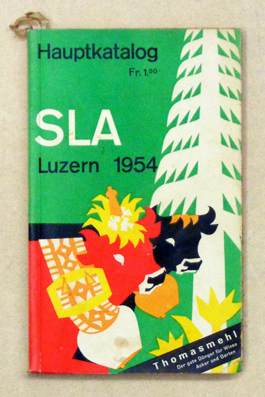 Hauptkatalog
Fr. 1.50
SLA
Luzern 1954
Thomasmehl
Der gute Dünger für Wiese
Acker und Garten